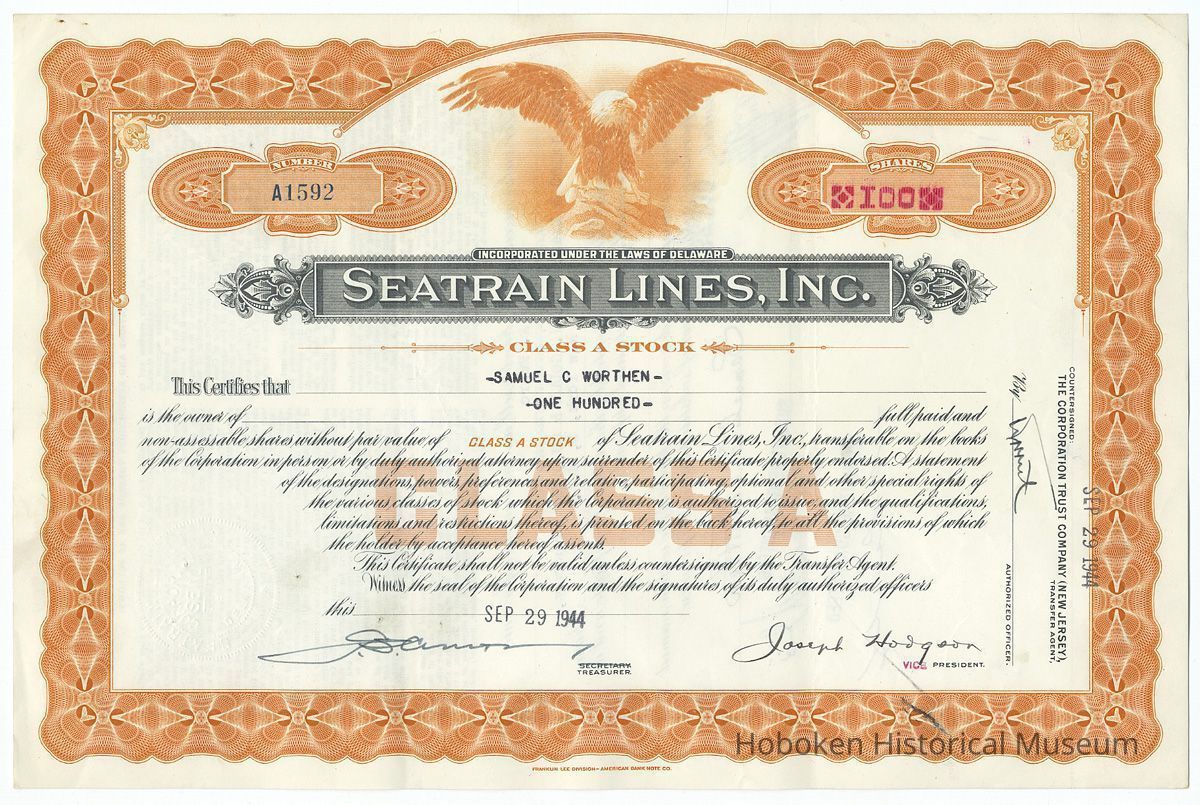 NUMBER
A1592
SHARES
100
INCORPORATED UNDER THE LAWS OF DELAWARE
SEATRAIN LINES, INC.
CLASS A STOCK
This Certifies that -SAMUEL C WORTHEN-
-ONE HUNDRED-
is the owner of full paid and
non-assessable shares without par value of CLASS A STOCK of Seatrain Lines, Inc., transferable on the books
of the Corporation in person or by duly authorized attorney upon surrender of this Certificate properly endorsed. A statement
of the designations, powers, preferences and relative, participating, optional and other special rights of
the various classes of stock which the Corporation is authorized to issue, and the qualifications,
limitations and restrictions thereof, is printed on the back hereof, to all the provisions of which
the holder by acceptance hereof assents.
CLASS A
This Certificate shall not be valid unless countersigned by the Transfer Agent.
Witness the seal of the Corporation and the signatures of its duly authorized officers
this SEP 29 1944
SECRETARY.
TREASURER.
Joseph Hodgson
VICE PRESIDENT.
COUNTERSIGNED:
THE CORPORATION TRUST COMPANY (NEW JERSEY),
TRANSFER AGENT,
SEP 29 1944
By
AUTHORIZED OFFICER.
FRANKLIN LEE DIVISION - AMERICAN BANK NOTE CO.
Hoboken Historical Museum